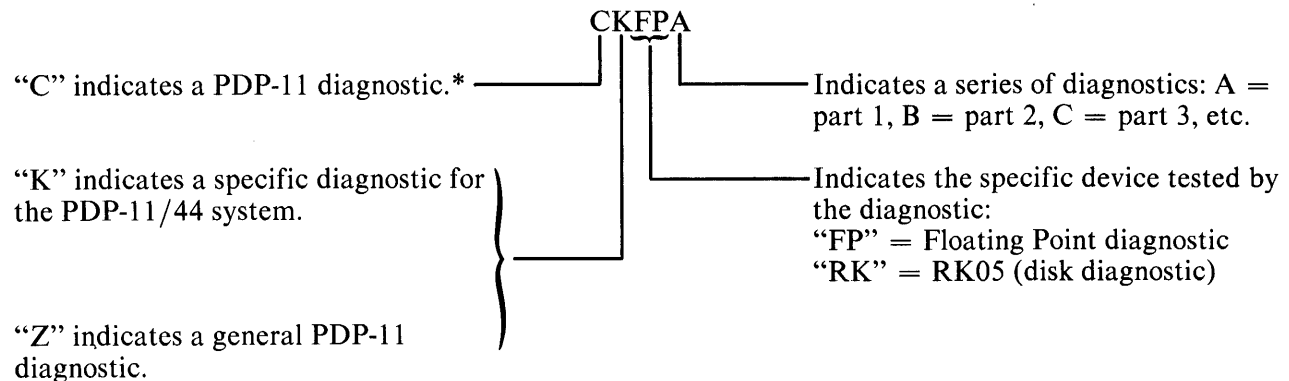 CKFPA
“C” indicates a PDP-11 diagnostic.*
“K” indicates a specific diagnostic for
the PDP-11/44 system.
“Z” indicates a general PDP-11
diagnostic.
Indicates a series of diagnostics: A =
part 1, B = part 2, C = part 3, etc.
Indicates the specific device tested by
the diagnostic:
“FP” = Floating Point diagnostic
“RK” = RK05 (disk diagnostic)